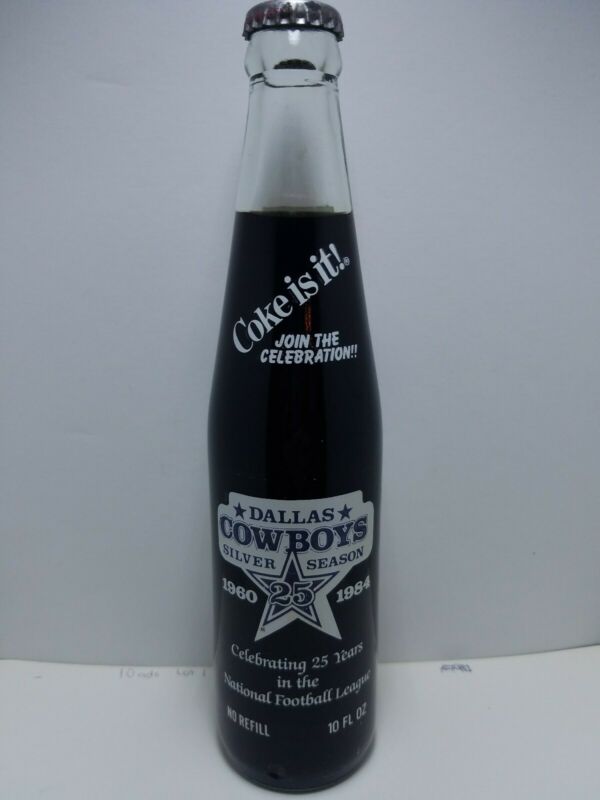 Coke is it!®
JOIN THE
CELEBRATION!!
DALLAS
COWBOYS
SILVER SEASON
1960 25 1984
Celebrating 25 Years
in the
National Football League
NO REFILL 10 FL OZ